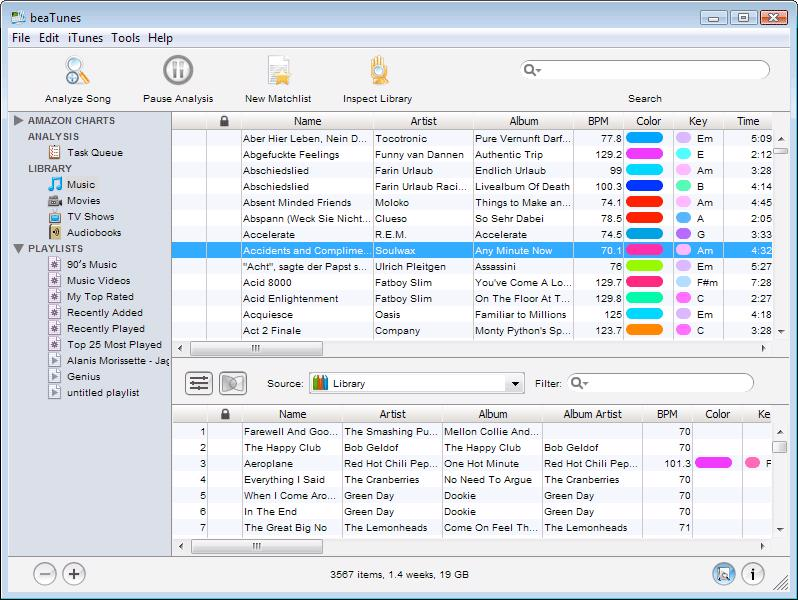 beaTunes
File Edit iTunes Tools Help
Analyze Song Pause Analysis New Matchlist Inspect Library Search
AMAZON CHARTS
ANALYSIS
Task Queue
LIBRARY
Music
Movies
TV Shows
Audiobooks
PLAYLISTS
90's Music
Music Videos
My Top Rated
Recently Added
Recently Played
Top 25 Most Played
Alanis Morissette - Jag
Genius
untitled playlist
Name Artist Album BPM Color Key Time
Aber Hier Leben, Nein D... Tocotronic Pure Vernunft Darf... 77.8 Em 5:09
Abgefuckte Feelings Funny van Dannen Authentic Trip 129.2 E 2:12
Abschiedslied Farin Urlaub Endlich Urlaub 99 Am 3:28
Abschiedslied Farin Urlaub Raci... Livealbum Of Death 100.3 B 4:14
Absent Minded Friends Moloko Things to Make an... 74.1 Am 4:45
Abspann (Weck Sie Nicht... Clueso So Sehr Dabei 78.5 A 2:05
Accelerate R.E.M. Accelerate 74.5 G 3:33
Accidents and Complime... Soulwax Any Minute Now 70.1 Am 4:32
"Acht", sagte der Papst s... Ulrich Pleitgen Assassini 76 Em 5:27
Acid 8000 Fatboy Slim You've Come A Lo... 129.7 F#m 7:28
Acid Enlightenment Fatboy Slim On The Floor At T... 129.8 C 2:27
Acquiesce Oasis Familiar to Millions 125 Em 4:18
Act 2 Finale Company Monty Python's Sp... 123.7 C 3:28
Source: Library Filter:
Name Artist Album Album Artist BPM Color Ke
1 Farewell And Goo... The Smashing Pu... Mellon Collie And... 70
2 The Happy Club Bob Geldof The Happy Club Bob Geldof 70
3 Aeroplane Red Hot Chili Pep... One Hot Minute Red Hot Chili Pep... 101.3 F
4 Everything I Said The Cranberries No Need To Argue The Cranberries 70
5 When I Come Aro... Green Day Dookie Green Day 70
6 In The End Green Day Dookie Green Day 70
7 The Great Big No The Lemonheads Come On Feel Th... The Lemonheads 71
3567 items, 1.4 weeks, 19 GB